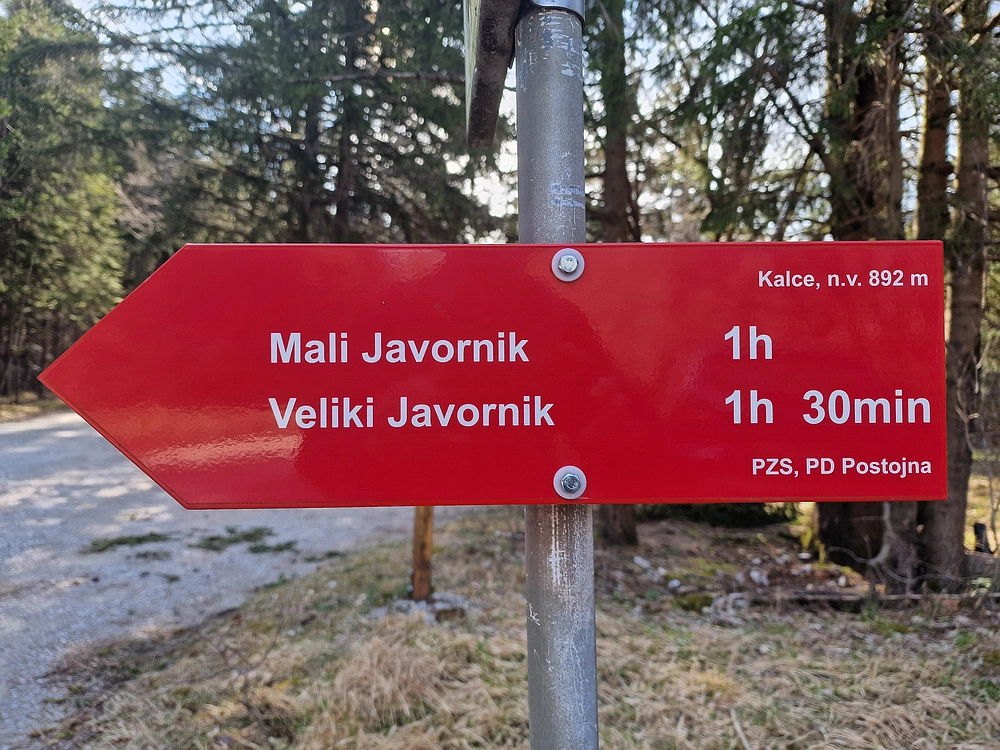 Kalce, n.v. 892 m
Mali Javornik 1h
Veliki Javornik 1h 30min
PZS, PD Postojna